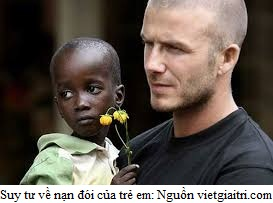 Suy tư về nạn đói của trẻ em: Nguồn vietgiaitri.com